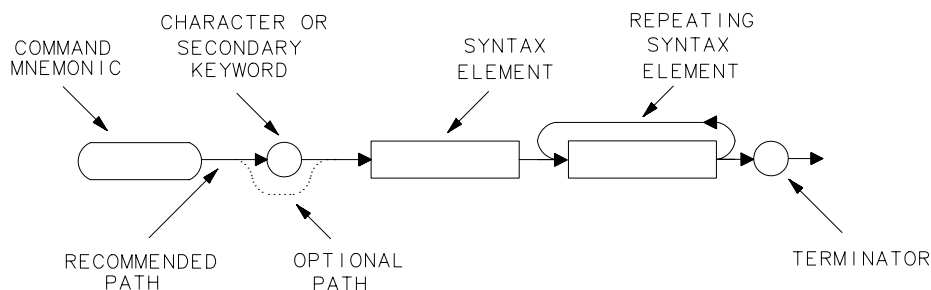 COMMAND
MNEMONIC
CHARACTER OR
SECONDARY
KEYWORD
SYNTAX
ELEMENT
REPEATING
SYNTAX
ELEMENT
RECOMMENDED
PATH
OPTIONAL
PATH
TERMINATOR